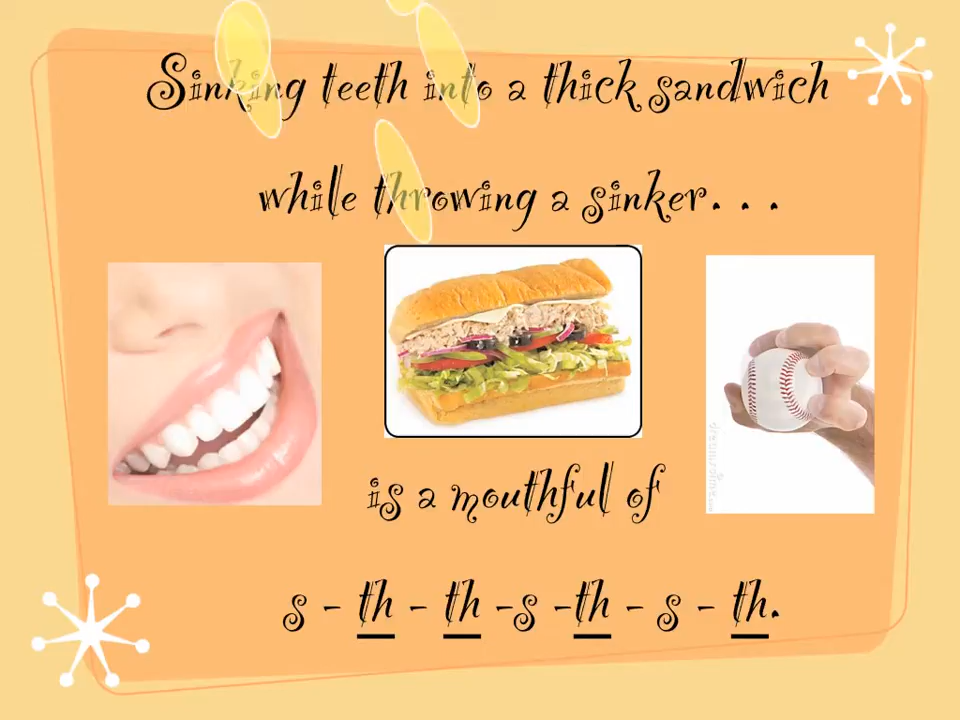 Sinking teeth into a thick sandwich
while throwing a sinker. . .
is a mouthful of
s - th - th -s -th - s - th.